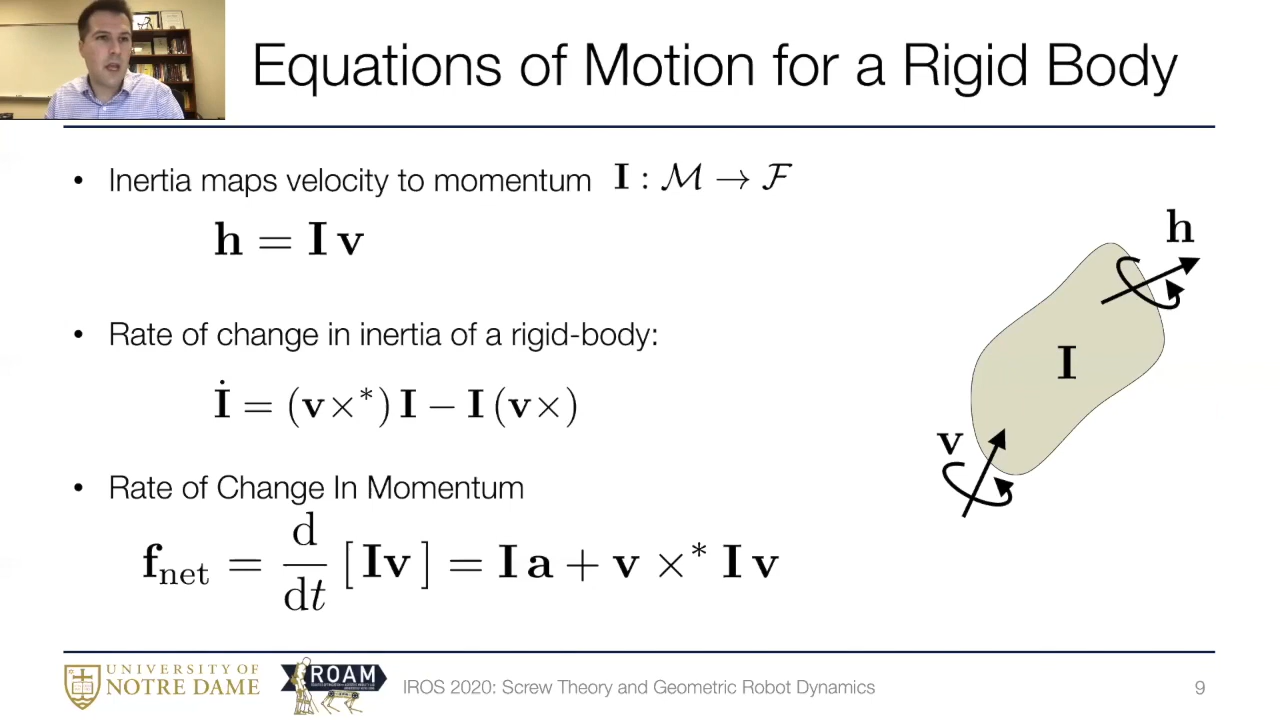 Equations of Motion for a Rigid Body
• Inertia maps velocity to momentum I : M → F
h = I v
• Rate of change in inertia of a rigid-body:
İ = (v×*) I − I (v×)
• Rate of Change In Momentum
f_net = d/dt [ Iv ] = I a + v ×* I v
h
I
v
UNIVERSITY OF
NOTRE DAME
ROAM
IROS 2020: Screw Theory and Geometric Robot Dynamics
9